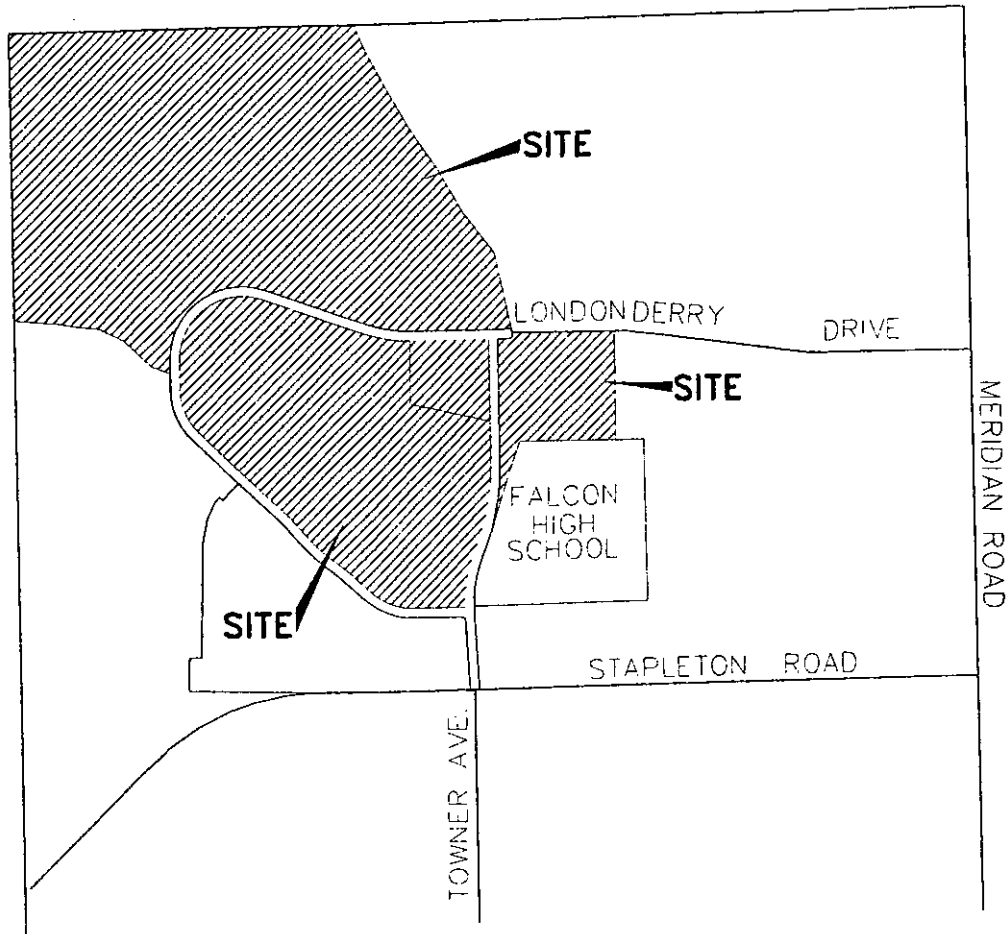 SITE
LONDONDERRY DRIVE
SITE
MERIDIAN ROAD
FALCON
HIGH
SCHOOL
SITE
STAPLETON ROAD
TOWNER AVE.